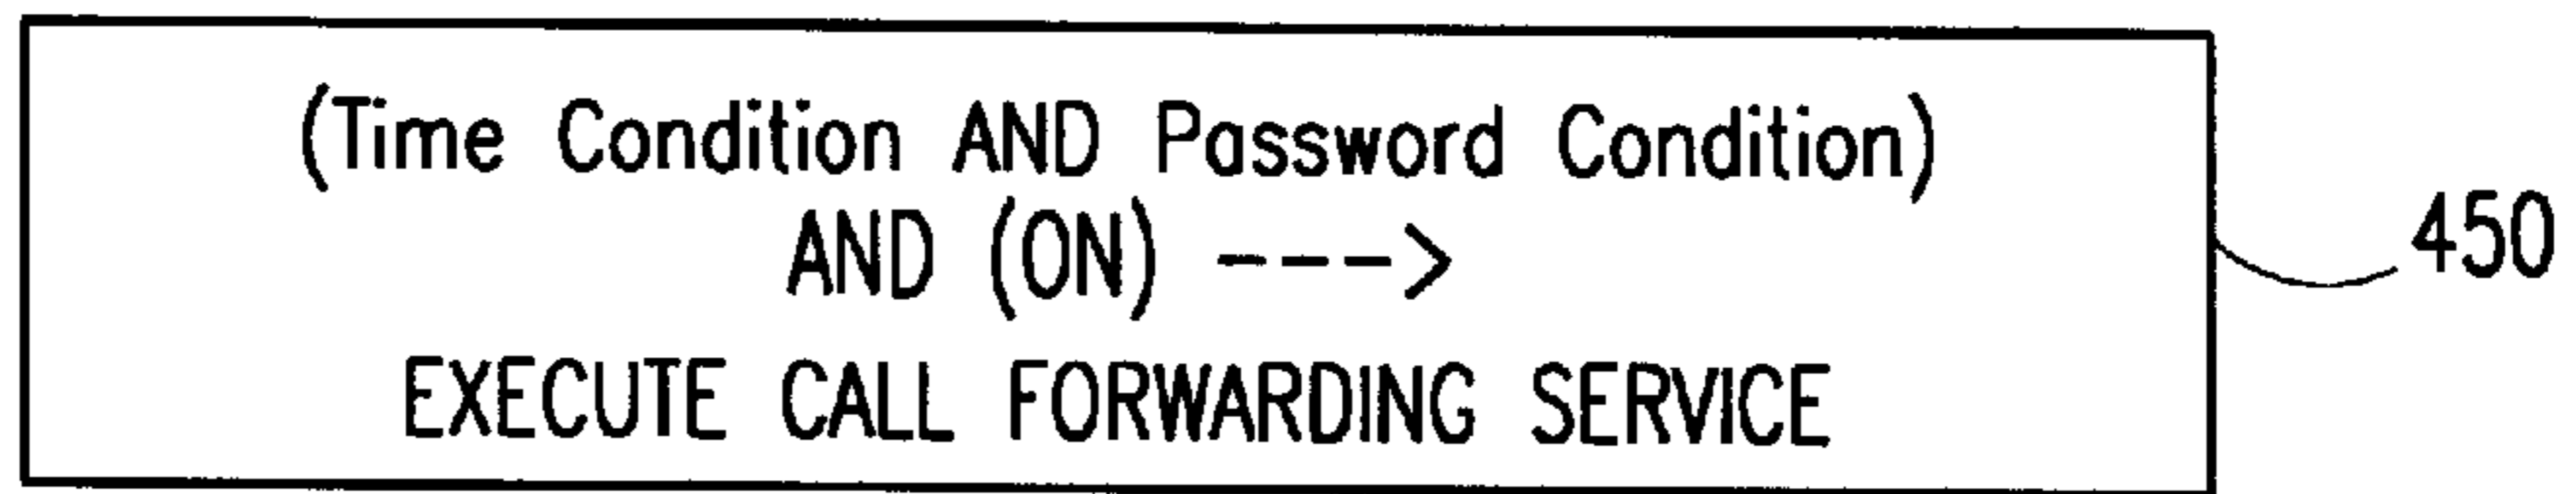 (Time Condition AND Password Condition)
AND (ON) --->
EXECUTE CALL FORWARDING SERVICE
450